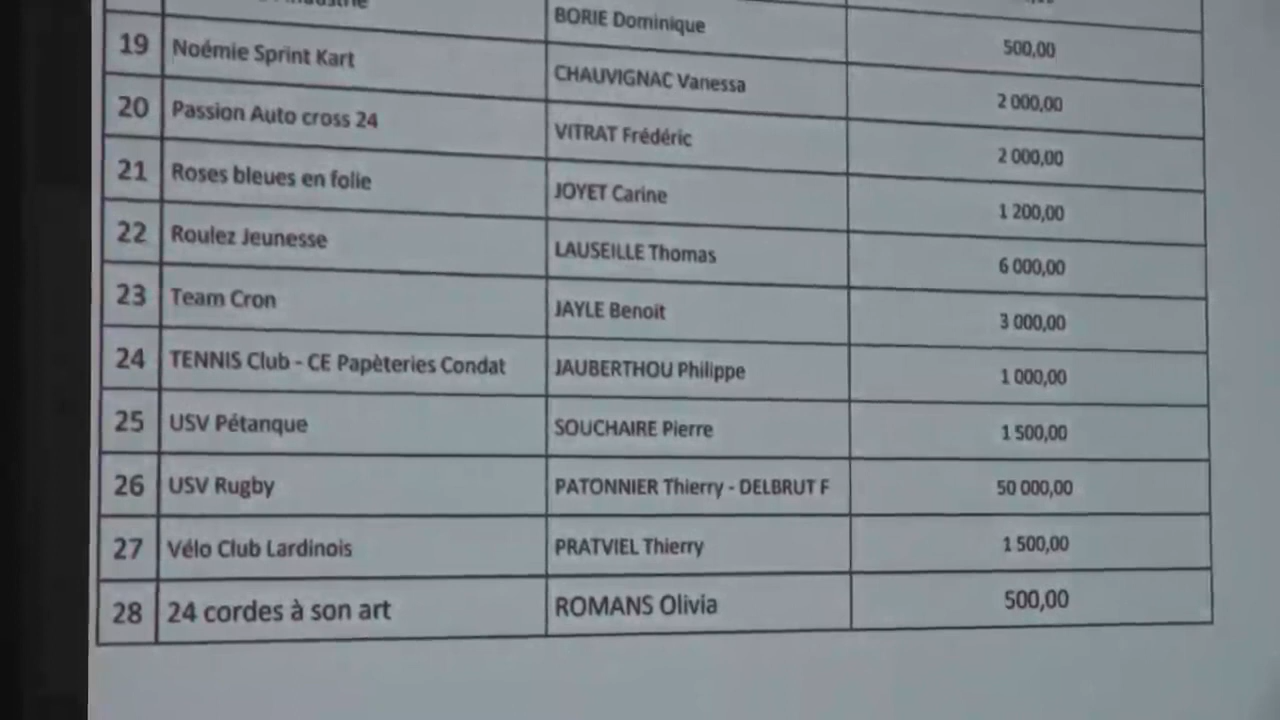 BORIE Dominique 500,00
19 Noémie Sprint Kart CHAUVIGNAC Vanessa 2 000,00
20 Passion Auto cross 24 VITRAT Frédéric 2 000,00
21 Roses bleues en folie JOYET Carine 1 200,00
22 Roulez Jeunesse LAUSEILLE Thomas 6 000,00
23 Team Cron JAYLE Benoit 3 000,00
24 TENNIS Club - CE Papèteries Condat JAUBERTHOU Philippe 1 000,00
25 USV Pétanque SOUCHAIRE Pierre 1 500,00
26 USV Rugby PATONNIER Thierry - DELBRUT F 50 000,00
27 Vélo Club Lardinois PRATVIEL Thierry 1 500,00
28 24 cordes à son art ROMANS Olivia 500,00